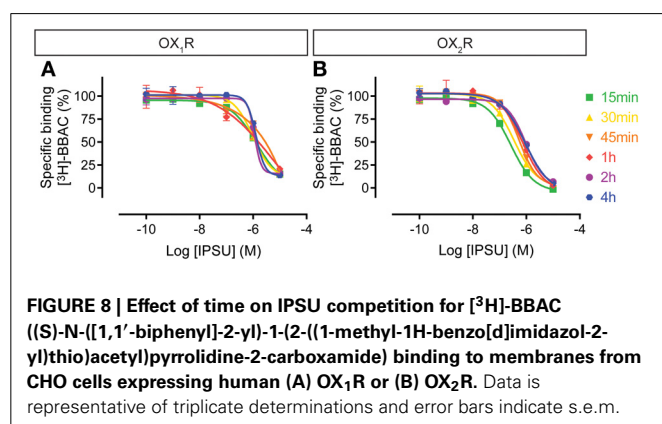 OX₁R
OX₂R
A
B
Specific binding
[³H]-BBAC (%)
100
75
50
25
0
-10
-8
-6
-4
Log [IPSU] (M)
Specific binding
[³H]-BBAC (%)
100
75
50
25
0
-10
-8
-6
-4
Log [IPSU] (M)
15min
30min
45min
1h
2h
4h
FIGURE 8 | Effect of time on IPSU competition for [³H]-BBAC
((S)-N-([1,1′-biphenyl]-2-yl)-1-(2-((1-methyl-1H-benzo[d]imidazol-2-
yl)thio)acetyl)pyrrolidine-2-carboxamide) binding to membranes from
CHO cells expressing human (A) OX₁R or (B) OX₂R. Data is
representative of triplicate determinations and error bars indicate s.e.m.